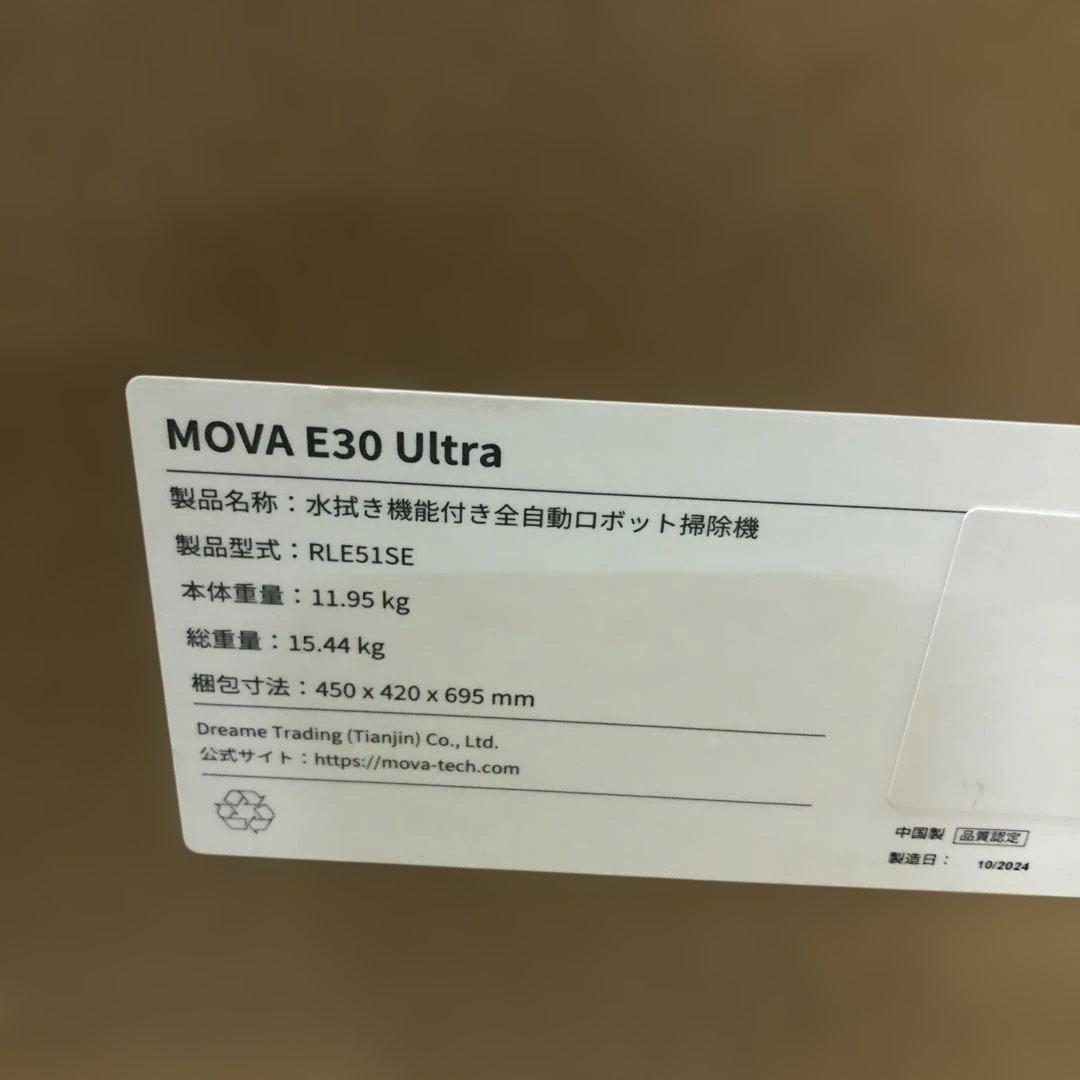 MOVA E30 Ultra
製品名称：水拭き機能付き全自動ロボット掃除機
製品型式：RLE51SE
本体重量：11.95 kg
総重量：15.44 kg
梱包寸法：450 x 420 x 695 mm
Dreame Trading (Tianjin) Co., Ltd.
公式サイト：https://mova-tech.com
中国製 品質認定
製造日： 10/2024